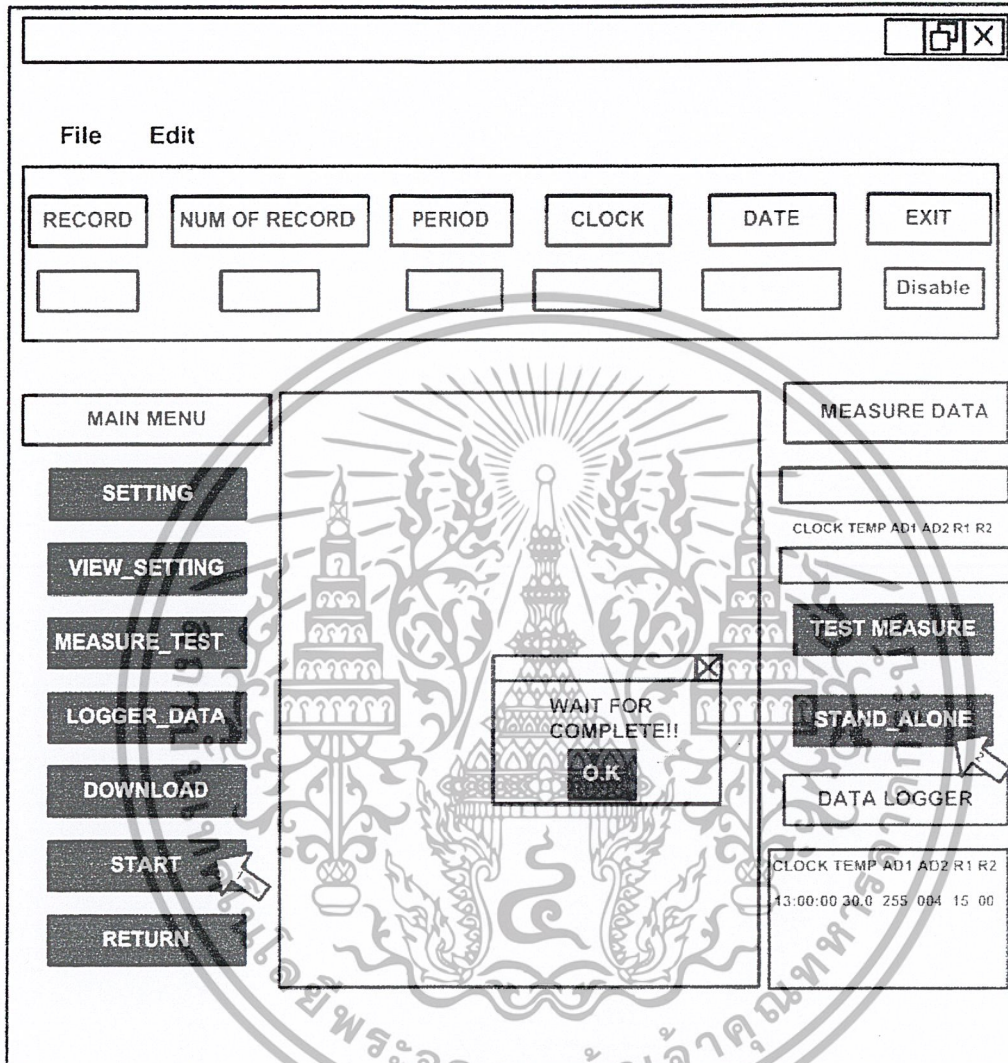 File Edit
RECORD NUM OF RECORD PERIOD CLOCK DATE EXIT
Disable
MAIN MENU
SETTING
VIEW_SETTING
MEASURE_TEST
LOGGER_DATA
DOWNLOAD
START
RETURN
WAIT FOR
COMPLETE!!
O.K
MEASURE DATA
CLOCK TEMP AD1 AD2 R1 R2
TEST MEASURE
STAND_ALONE
DATA LOGGER
CLOCK TEMP AD1 AD2 R1 R2
13:00:00 30.0 255 004 15 00